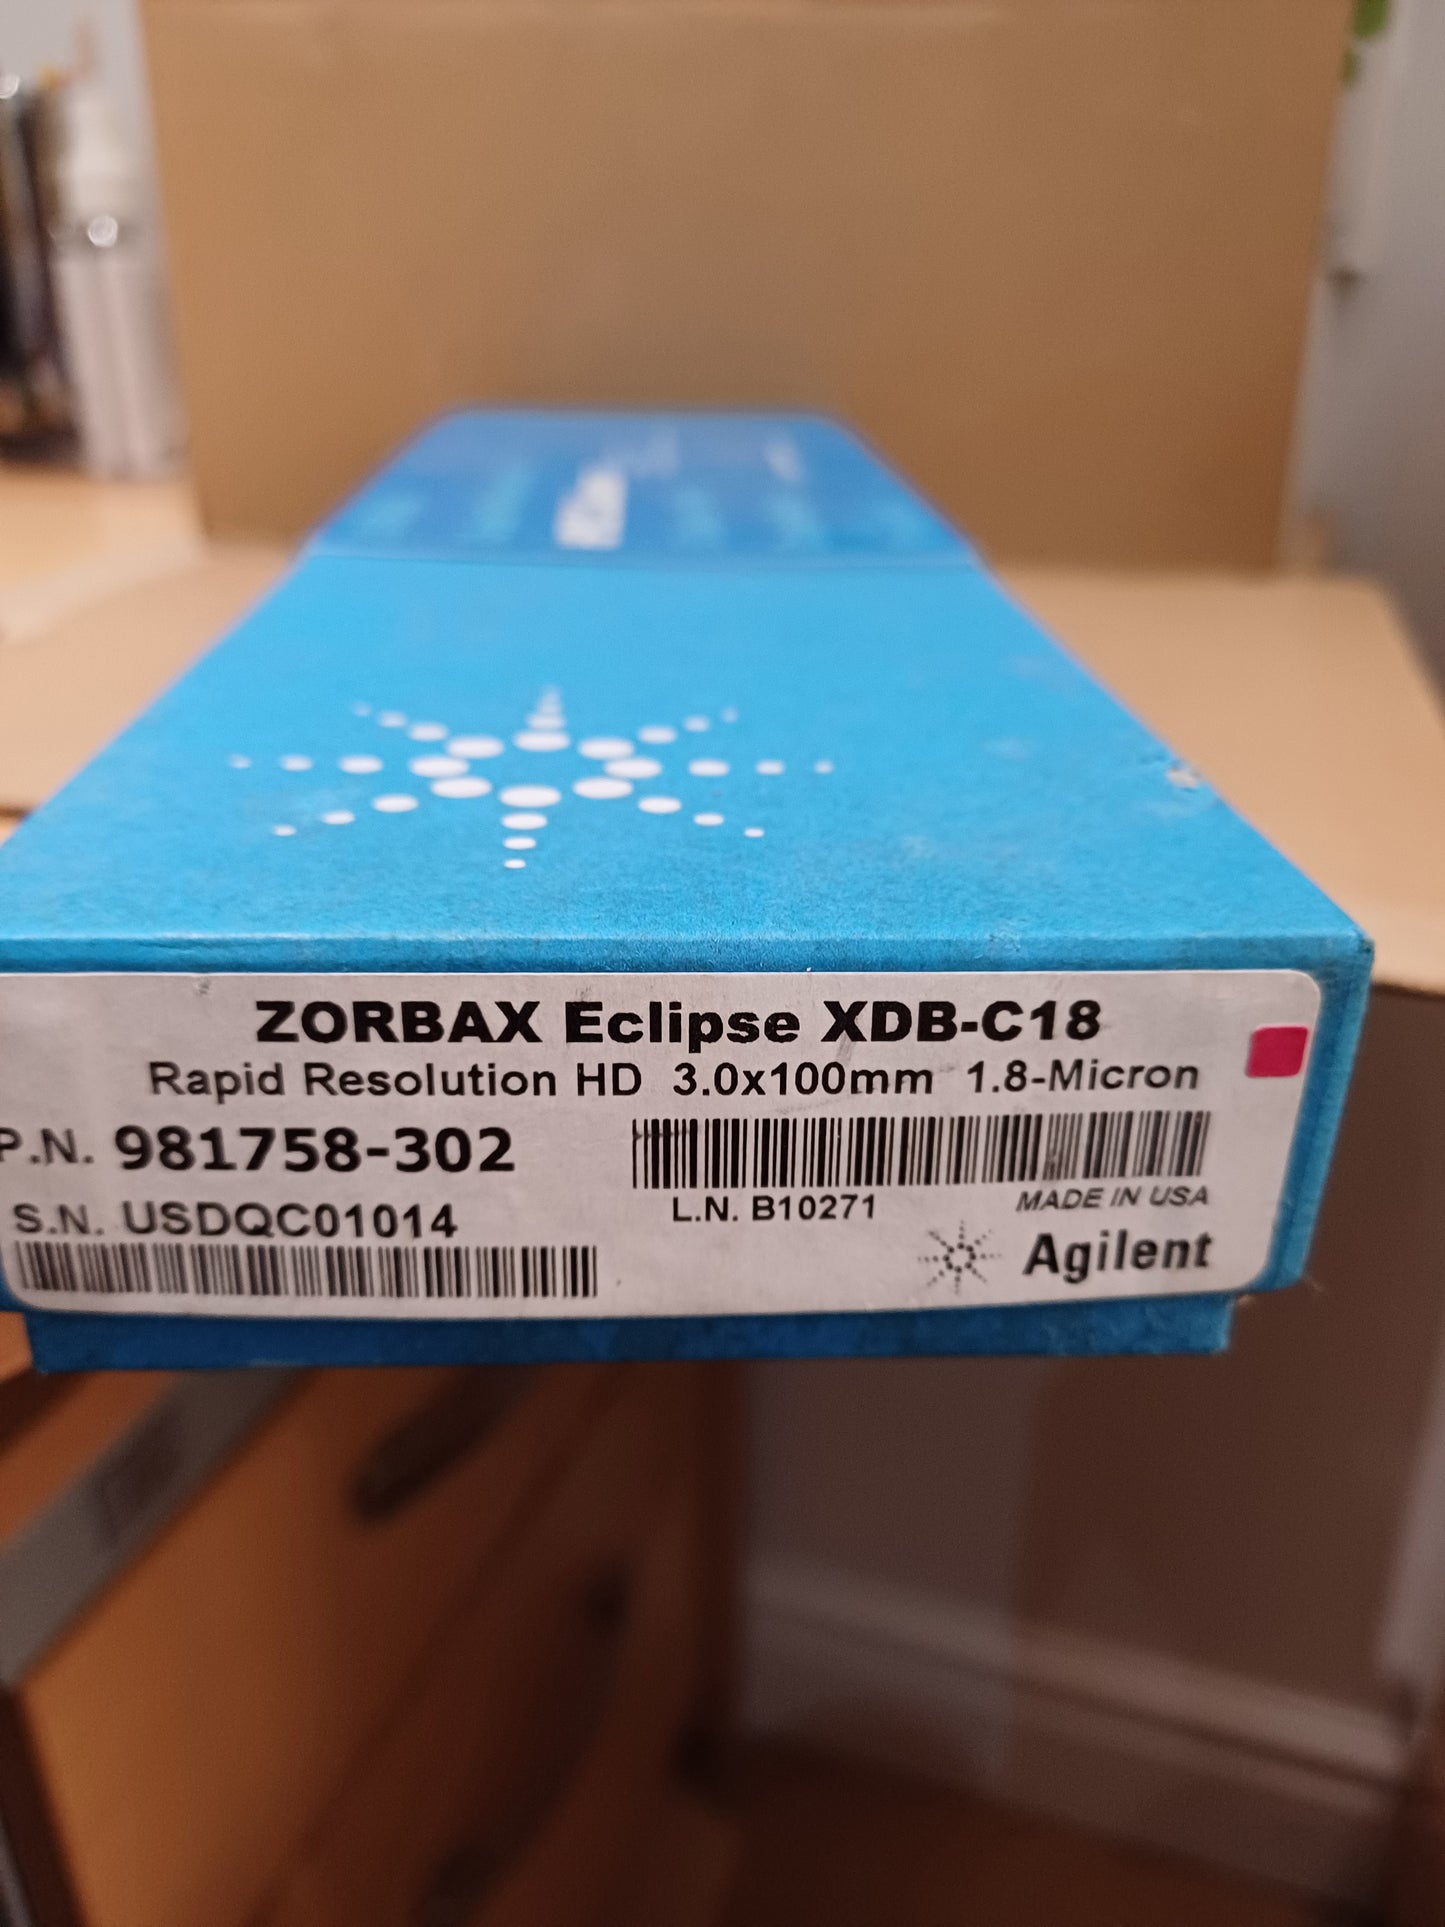 ZORBAX Eclipse XDB-C18
Rapid Resolution HD 3.0x100mm 1.8-Micron
P.N. 981758-302
S.N. USDQC01014
L.N. B10271
MADE IN USA
Agilent